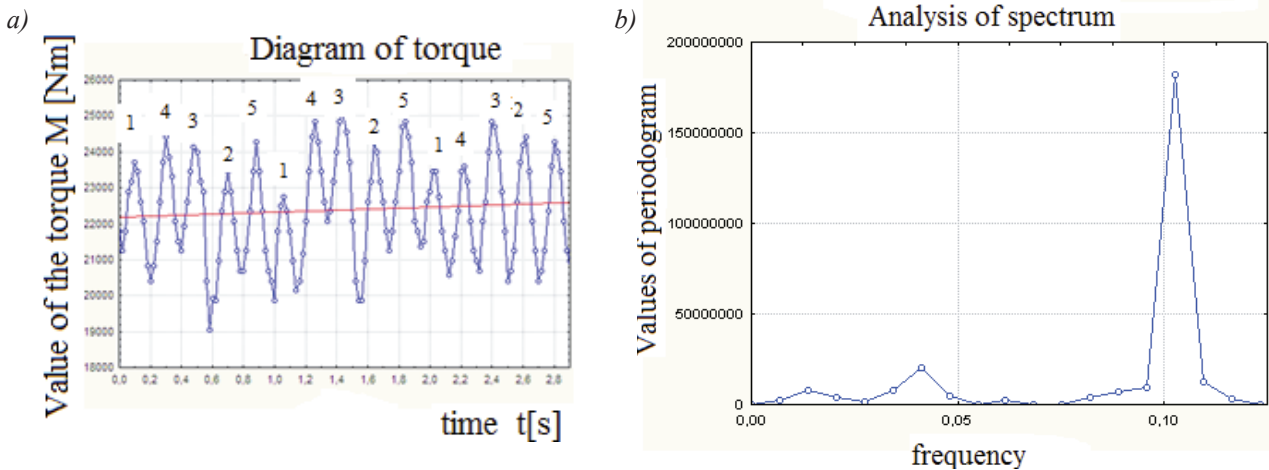 a)
Diagram of torque
Value of the torque M [Nm]
26000
25000
24000
23000
22000
21000
20000
19000
18000
1 4 3 2 5 1 4 3 2 5 1 4 3 2 5
0,0 0,2 0,4 0,6 0,8 1,0 1,2 1,4 1,6 1,8 2,0 2,2 2,4 2,6 2,8
time t[s]
b)
Analysis of spectrum
Values of periodogram
200000000
150000000
100000000
50000000
0
0,00 0,05 0,10
frequency